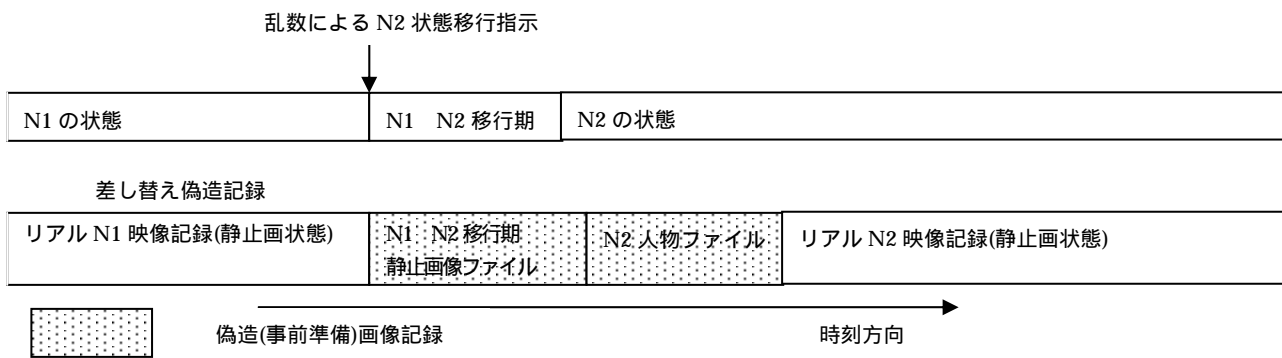 乱数による N2 状態移行指示
N1 の状態
N1 N2 移行期
N2 の状態
差し替え偽造記録
リアル N1 映像記録(静止画状態)
N1 N2 移行期
静止画像ファイル
N2 人物ファイル
リアル N2 映像記録(静止画状態)
偽造(事前準備)画像記録
時刻方向